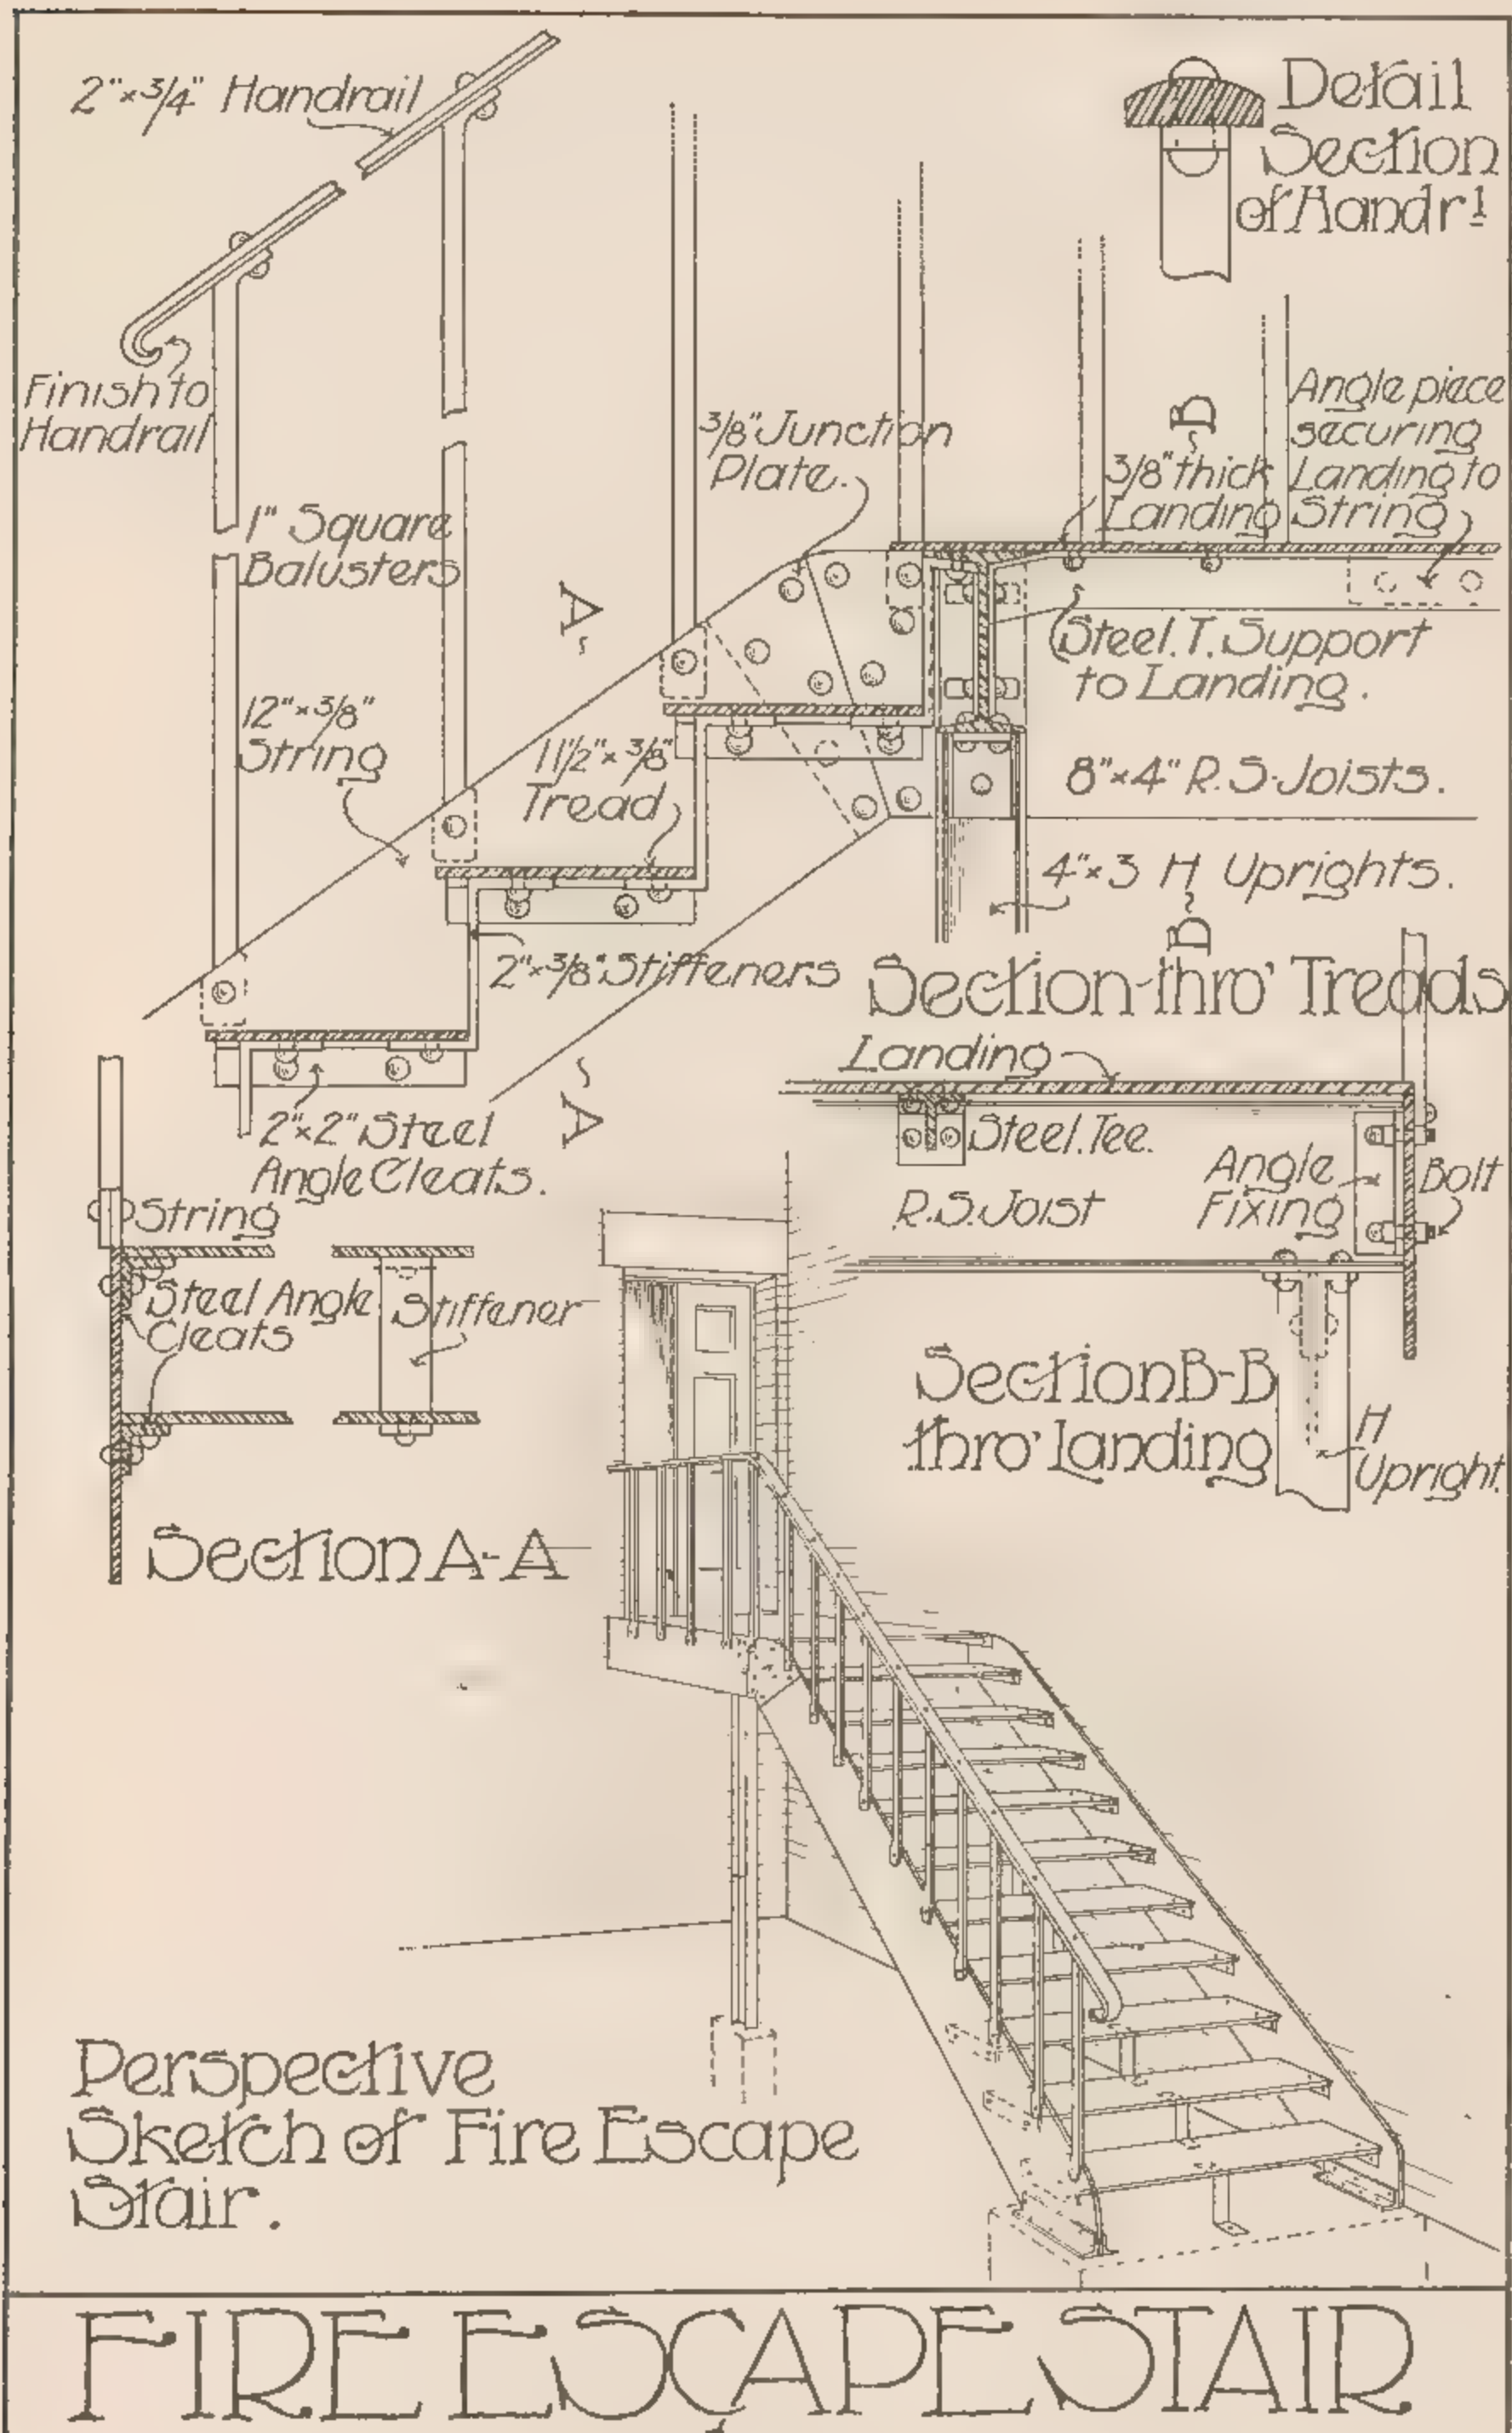 2"×3/4" Handrail
Detail
Section
of Handrl
Finish to
Handrail
1" Square
Balusters
3/8" Junction
Plate.
B
3/8" thick
Landing
Angle piece
securing
Landing to
String
A
Steel.T.Support
to Landing.
12"×3/8"
String
11 1/2"×3/8"
Tread
8"×4" R.S.Joists.
4"×3 H Uprights.
B
2"×3/8" Stiffeners
Section-thro' Treads
A
2"×2" Steel
Angle Cleats.
Landing
Steel.Tee.
R.S.Joist
Angle
Fixing
Bolt
String
Steel Angle
Cleats
Stiffener
Section B-B
thro' Landing
H
Upright.
Section A-A
Perspective
Sketch of Fire Escape
Stair.
FIRE ESCAPE STAIR